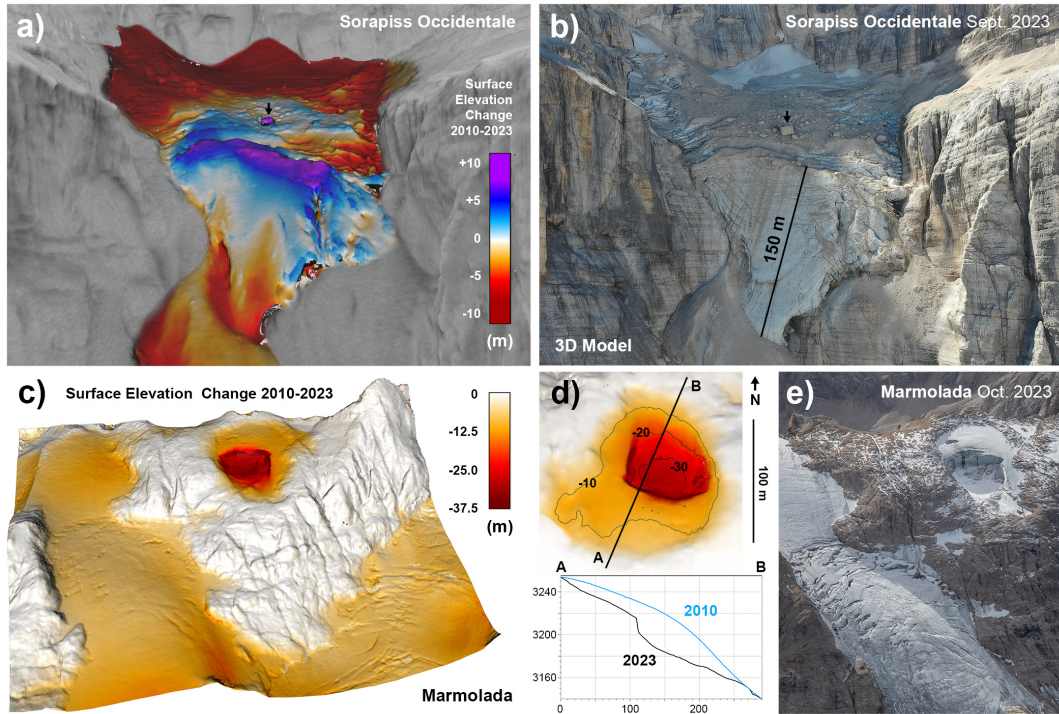 a)
Sorapiss Occidentale
Surface
Elevation
Change
2010-2023
+10
+5
0
-5
-10
(m)
b)
Sorapiss Occidentale Sept. 2023
150 m
3D Model
c)
Surface Elevation Change 2010-2023
0
-12.5
-25.0
-37.5
(m)
Marmolada
d)
B
N
-20
-30
-10
100 m
A
A
B
3240
3200
3160
2010
2023
0
100
200
e)
Marmolada Oct. 2023